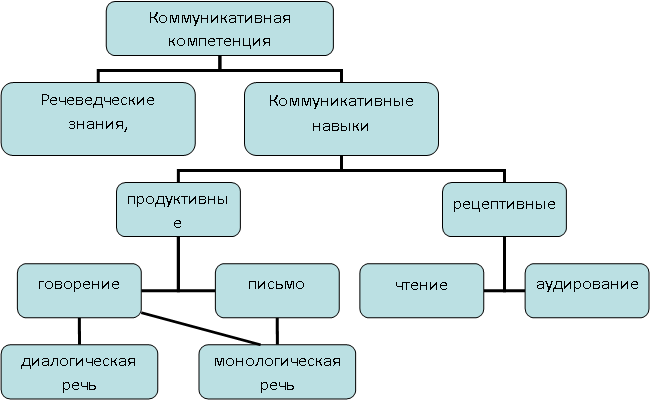 Коммуникативная
компетенция
Речеведческие
знания,
Коммуникативные
навыки
продуктивны
е
рецептивные
говорение
письмо
чтение
аудирование
диалогическая
речь
монологическая
речь